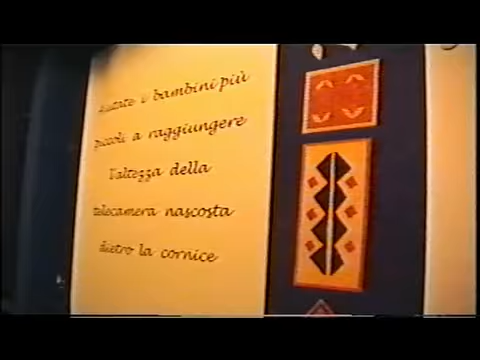 Aiutate i bambini più
piccoli a raggiungere
l'altezza della
telecamera nascosta
dietro la cornice